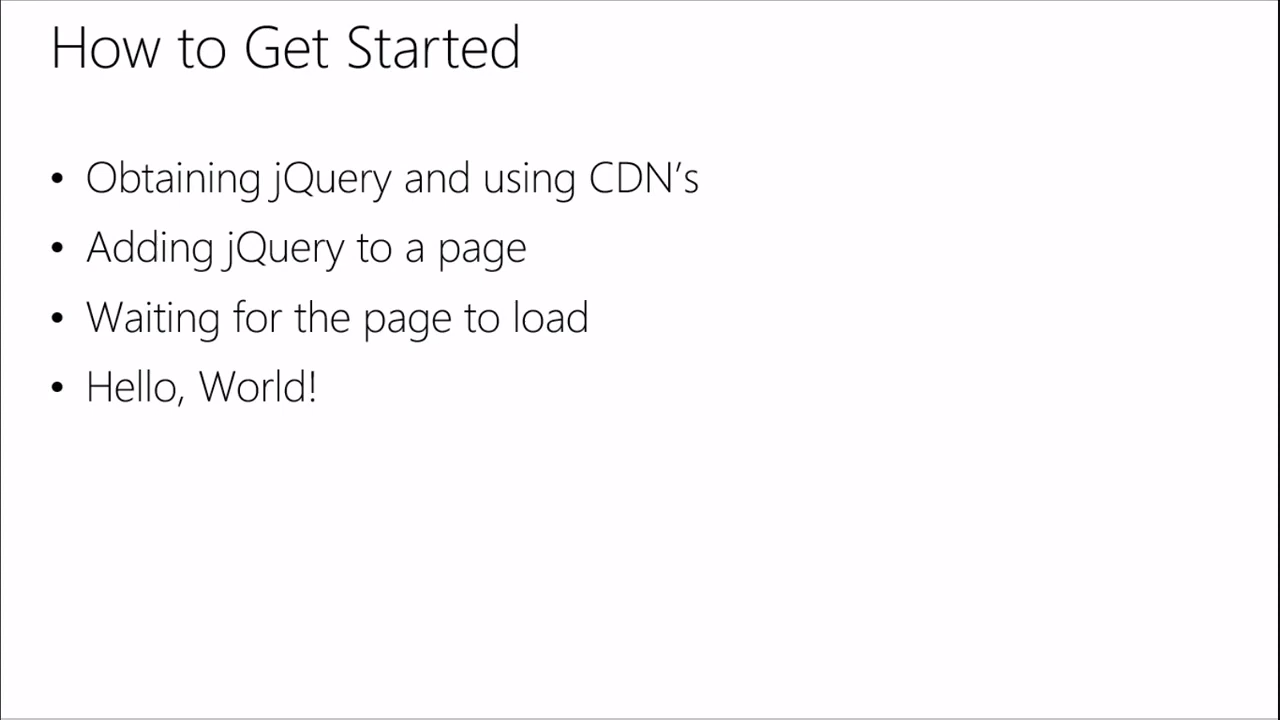 How to Get Started
• Obtaining jQuery and using CDN’s
• Adding jQuery to a page
• Waiting for the page to load
• Hello, World!